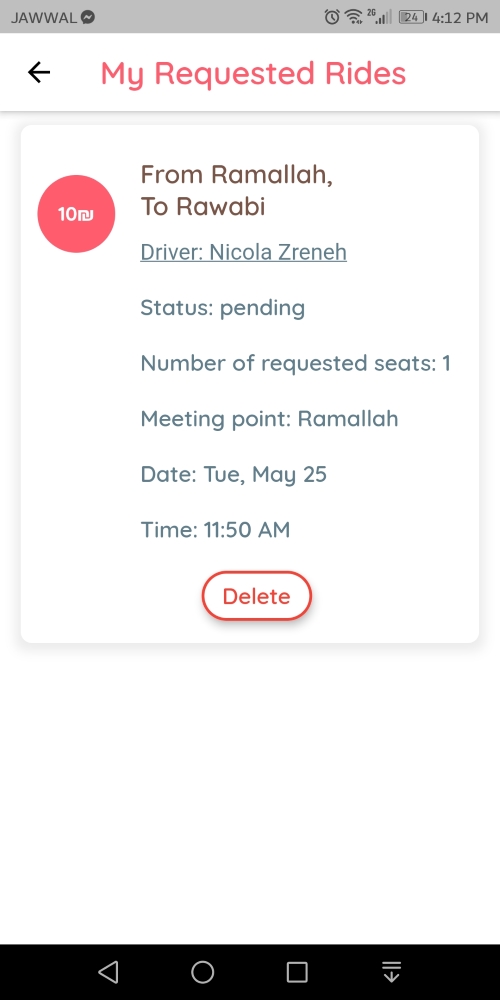 JAWWAL 2G 24 4:12 PM
My Requested Rides
From Ramallah,
To Rawabi
10₪
Driver: Nicola Zreneh
Status: pending
Number of requested seats: 1
Meeting point: Ramallah
Date: Tue, May 25
Time: 11:50 AM
Delete